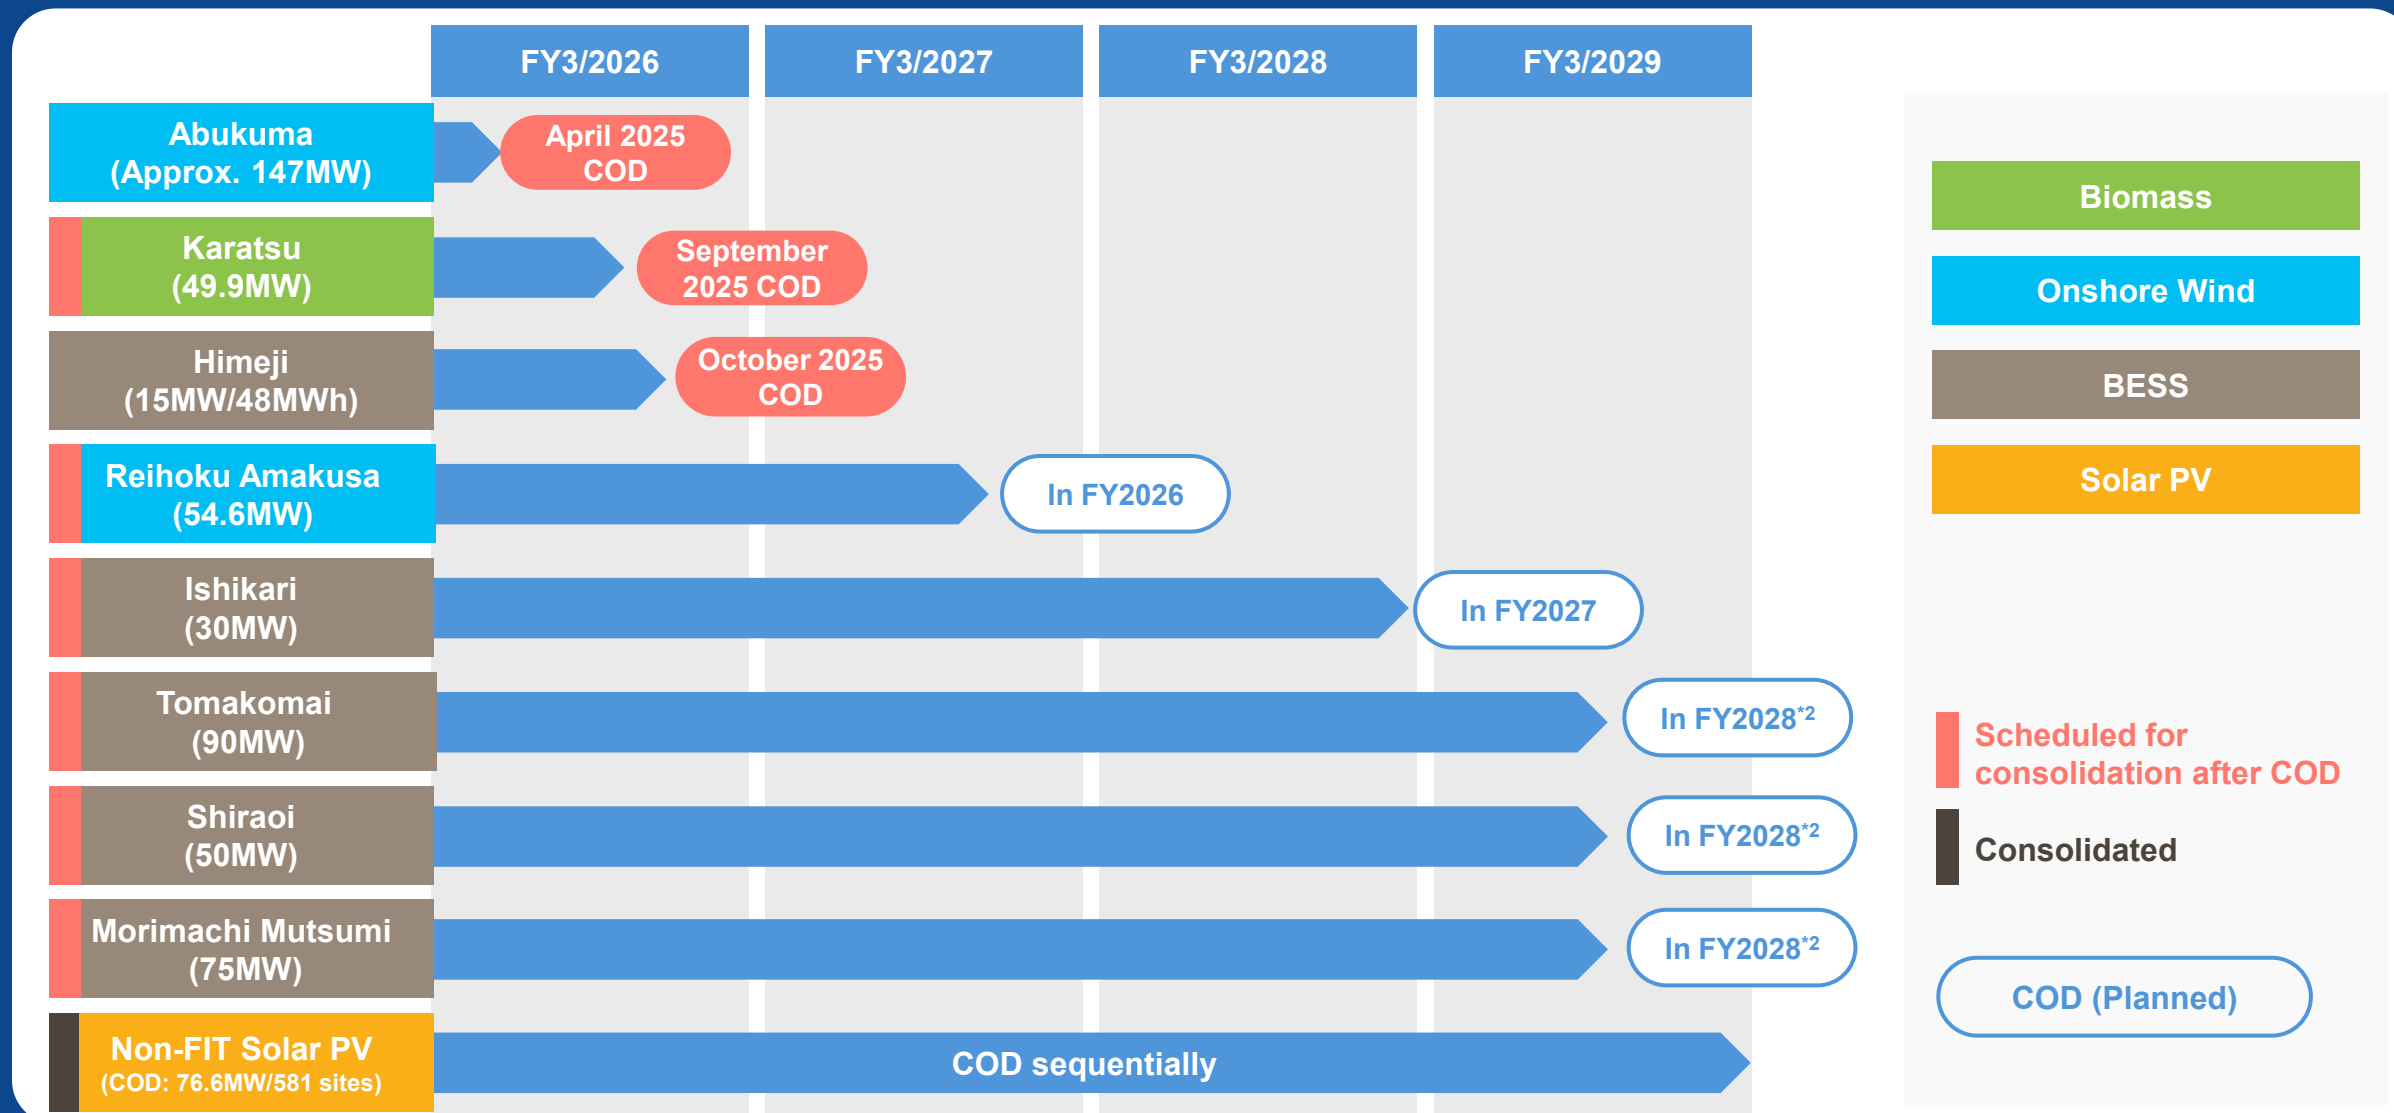 FY3/2026
FY3/2027
FY3/2028
FY3/2029
Abukuma
(Approx. 147MW)
April 2025
COD
Karatsu
(49.9MW)
September
2025 COD
Himeji
(15MW/48MWh)
October 2025
COD
Reihoku Amakusa
(54.6MW)
In FY2026
Ishikari
(30MW)
In FY2027
Tomakomai
(90MW)
In FY2028*2
Shiraoi
(50MW)
In FY2028*2
Morimachi Mutsumi
(75MW)
In FY2028*2
Non-FIT Solar PV
(COD: 76.6MW/581 sites)
COD sequentially
Biomass
Onshore Wind
BESS
Solar PV
Scheduled for
consolidation after COD
Consolidated
COD (Planned)